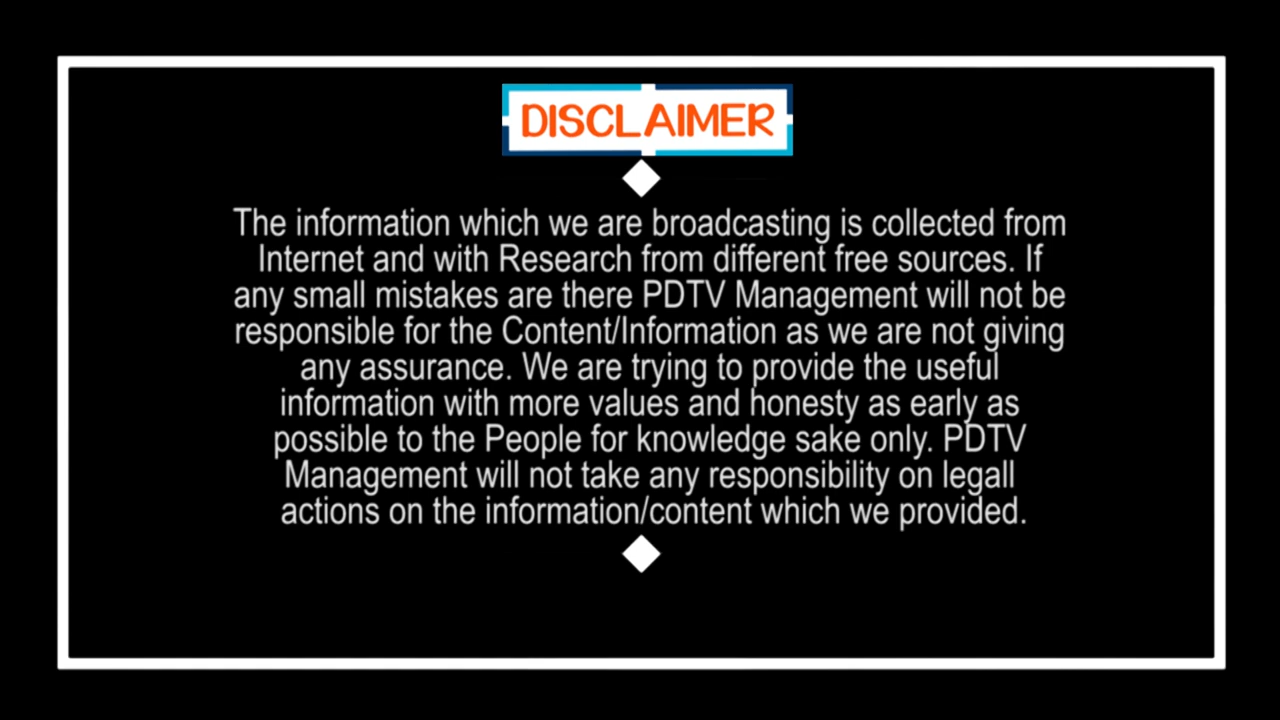 DISCLAIMER
The information which we are broadcasting is collected from
Internet and with Research from different free sources. If
any small mistakes are there PDTV Management will not be
responsible for the Content/Information as we are not giving
any assurance. We are trying to provide the useful
information with more values and honesty as early as
possible to the People for knowledge sake only. PDTV
Management will not take any responsibility on legall
actions on the information/content which we provided.